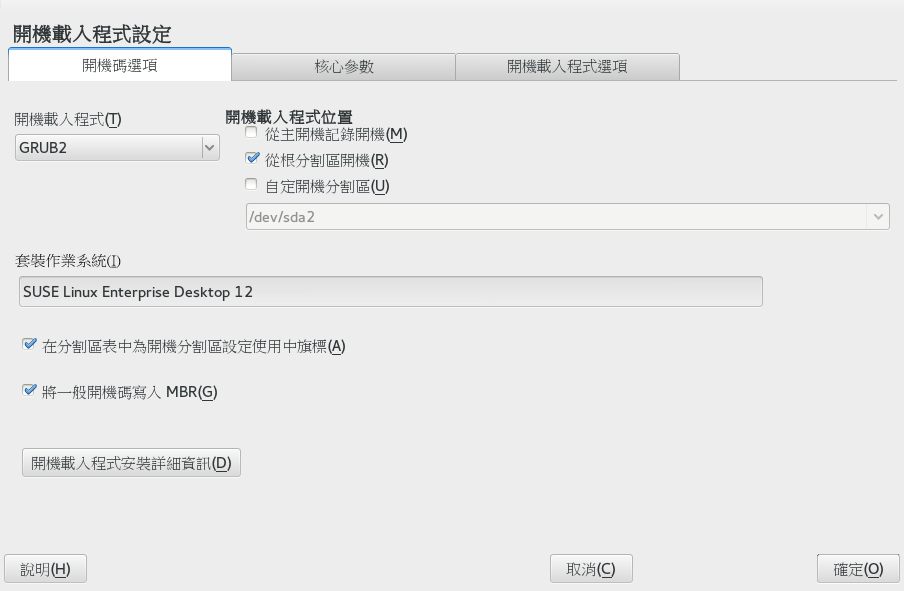 開機載入程式設定
開機碼選項
核心參數
開機載入程式選項
開機載入程式(T)
GRUB2
開機載入程式位置
從主開機記錄開機(M)
從根分割區開機(R)
自定開機分割區(U)
/dev/sda2
套裝作業系統(I)
SUSE Linux Enterprise Desktop 12
在分割區表中為開機分割區設定使用中旗標(A)
將一般開機碼寫入 MBR(G)
開機載入程式安裝詳細資訊(D)
說明(H)
取消(C)
確定(O)